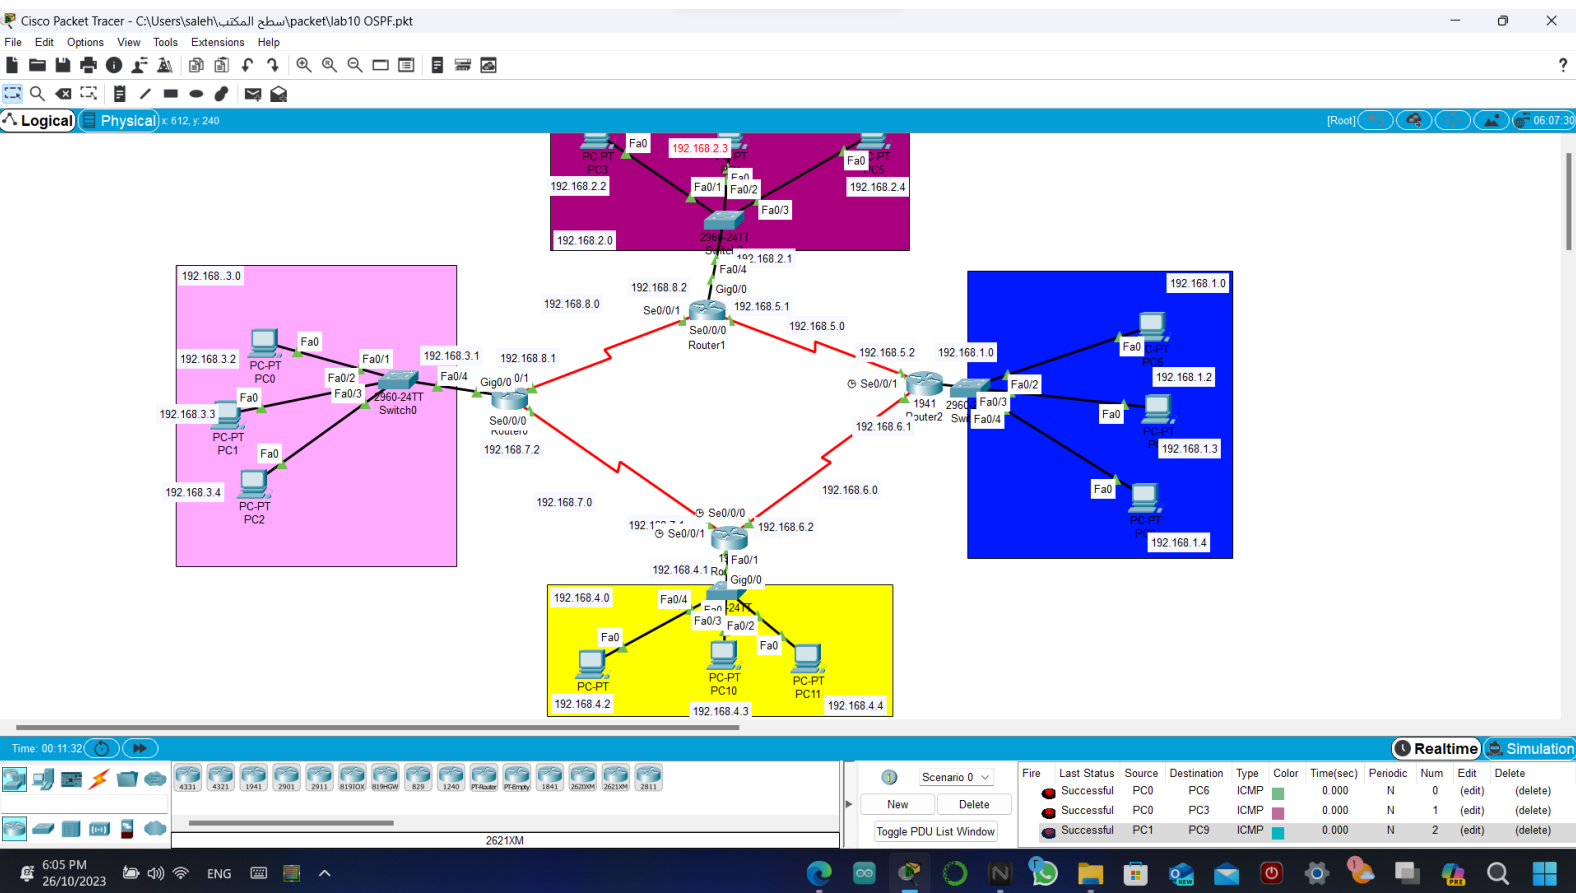 Cisco Packet Tracer - C:\Users\saleh\سطح المكتب\packet\lab10 OSPF.pkt
File Edit Options View Tools Extensions Help
?
Logical Physical x: 612, y: 240 [Root] 06:07:30
Fa0 192.168.2.3
PC-PT
PC3
Fa0
192.168.2.2 Fa0/1 Fa0/2 192.168.2.4
Fa0/3
192.168.2.0 2960-24TT
192.168.2.1
Fa0/4
192.168.8.2 Gig0/0
192.168.8.0 Se0/0/1 192.168.5.1
Se0/0/0 192.168.5.0
Router1
192.168..3.0
Fa0
192.168.3.2 PC-PT
PC0
Fa0/1 192.168.3.1 192.168.8.1
Fa0/2 Fa0/4 Gig0/0 0/1
Fa0 Fa0/3 2960-24TT
Switch0
192.168.3.3
PC-PT
PC1
Se0/0/0
Router0
192.168.7.2
Fa0
192.168.3.4
PC-PT
PC2
192.168.7.0
192.168.1.0
192.168.5.2 192.168.1.0
Se0/0/1
1941
Router2
Fa0/2
Fa0/3
Fa0/4
192.168.6.1
Fa0
PC6
192.168.1.2
Fa0
192.168.1.3
Fa0
PC-PT
192.168.1.4
192.168.6.0
Se0/0/0
192.168.6.2
Se0/0/1
Fa0/1
192.168.4.1
Gig0/0
192.168.4.0 Fa0/4
-24TT
Fa0/3 Fa0/2
Fa0 Fa0
PC-PT PC-PT PC-PT
PC10 PC11
192.168.4.2 192.168.4.3 192.168.4.4
Time: 00:11:32 Realtime Simulation
4331 4321 1941 2901 2911 819IOX 819HGW 829 1240 PT-Router PT-Empty 1841 2620XM 2621XM 2811
2621XM
Scenario 0
New Delete
Toggle PDU List Window
Fire Last Status Source Destination Type Color Time(sec) Periodic Num Edit Delete
Successful PC0 PC6 ICMP 0.000 N 0 (edit) (delete)
Successful PC0 PC3 ICMP 0.000 N 1 (edit) (delete)
Successful PC1 PC9 ICMP 0.000 N 2 (edit) (delete)
6:05 PM
26/10/2023
ENG